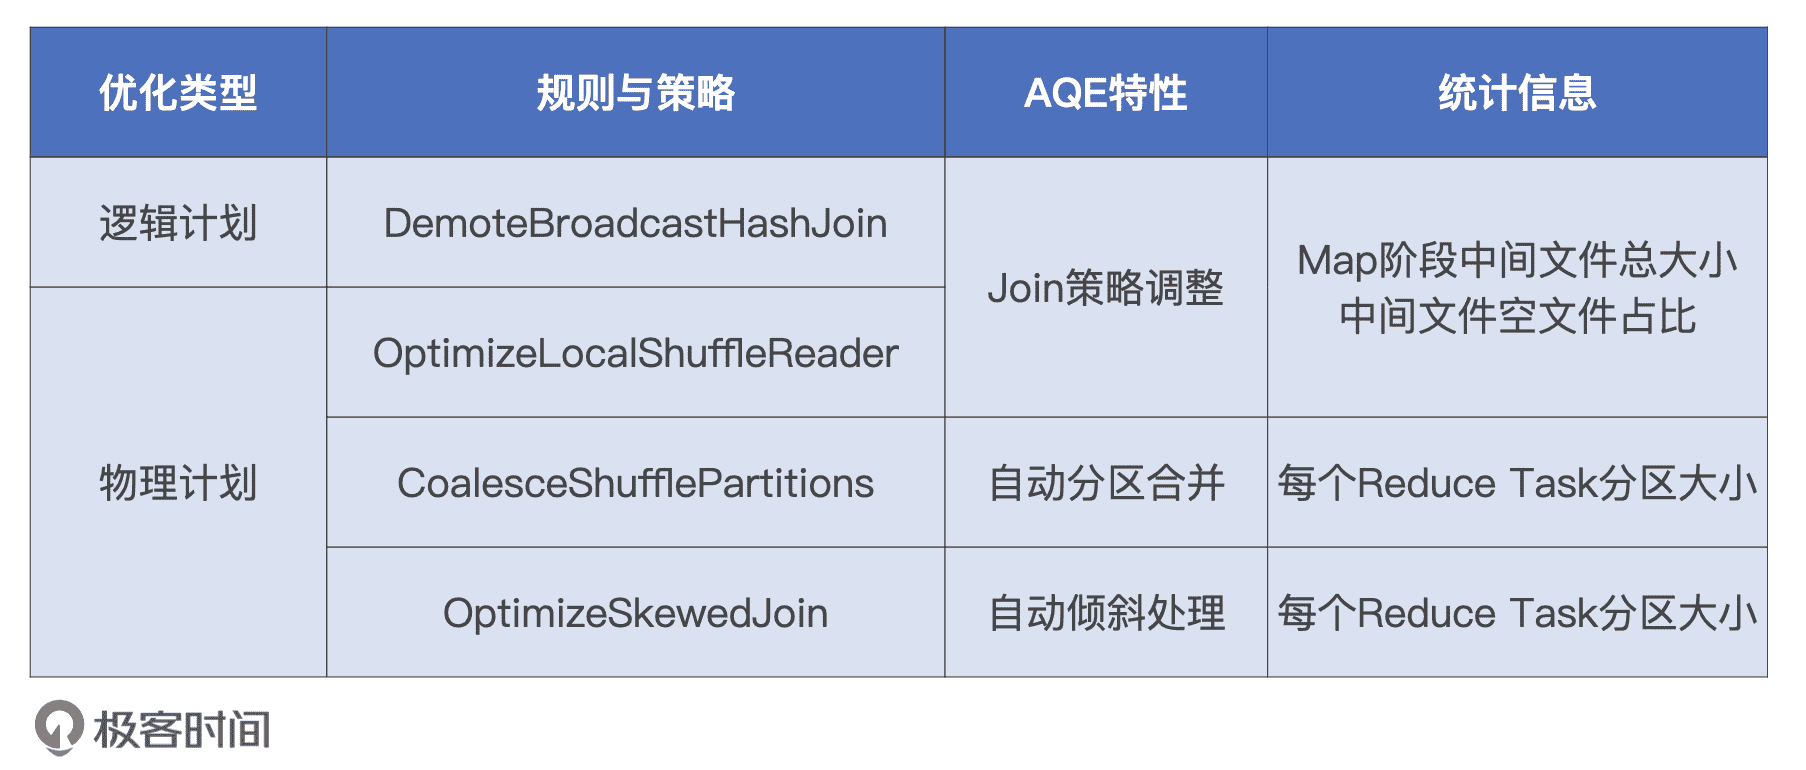 优化类型 规则与策略 AQE特性 统计信息
逻辑计划 DemoteBroadcastHashJoin
Join策略调整
Map阶段中间文件总大小
中间文件空文件占比
物理计划
OptimizeLocalShuffleReader
CoalesceShufflePartitions 自动分区合并 每个Reduce Task分区大小
OptimizeSkewedJoin 自动倾斜处理 每个Reduce Task分区大小
极客时间